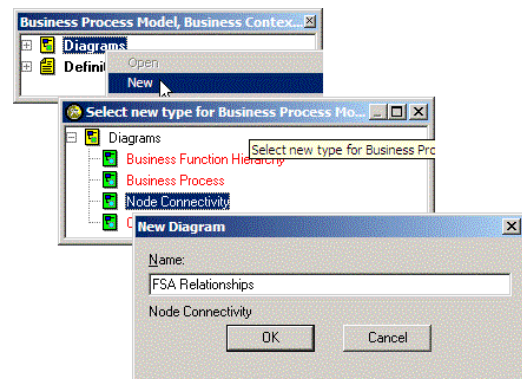 Business Process Model, Business Contex...
Diagrams
Open
New
Select new type for Business Process Mo...
Diagrams
Select new type for Business Pro
Business Function Hierarchy
Business Process
Node Connectivity
New Diagram
Name:
FSA Relationships
Node Connectivity
OK Cancel